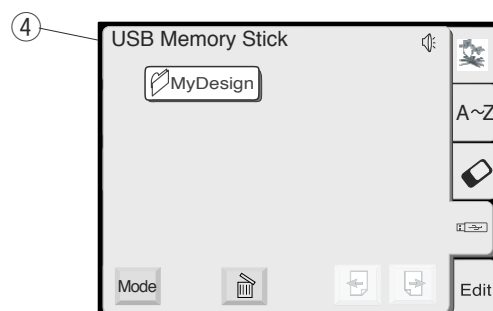 ④
USB Memory Stick
MyDesign
A~Z
Mode
Edit